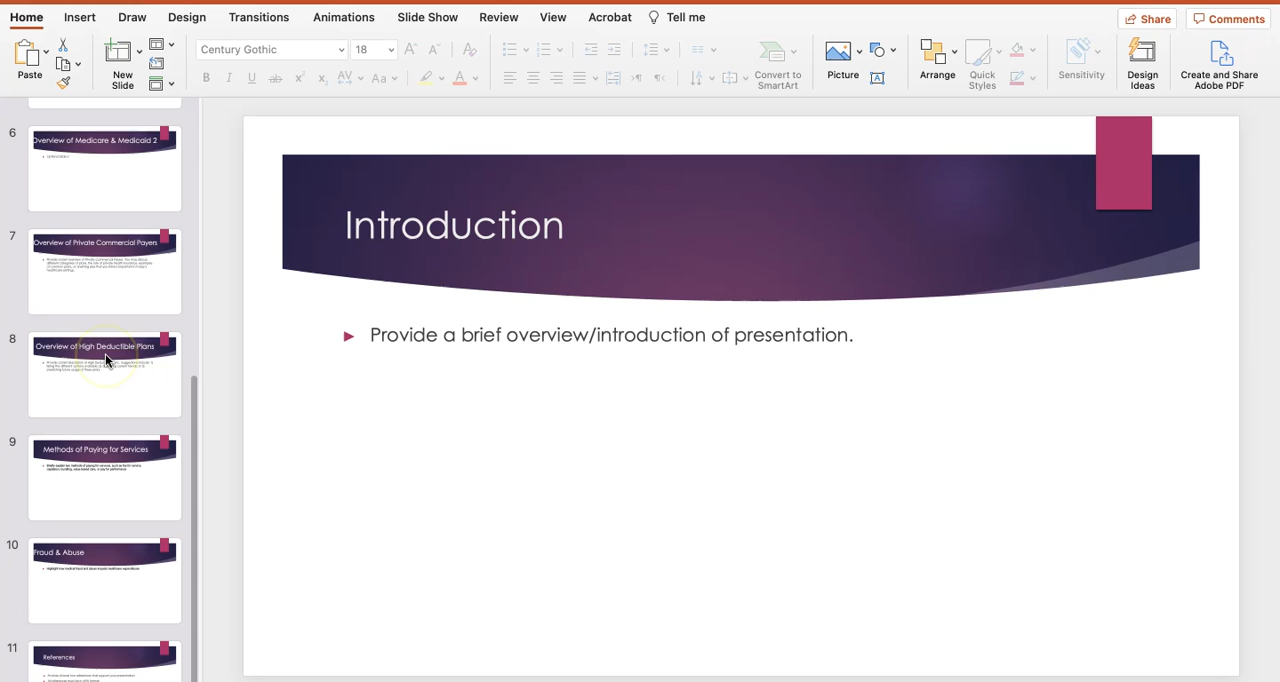 Home Insert Draw Design Transitions Animations Slide Show Review View Acrobat Tell me
Share Comments
Paste
New
Slide
Century Gothic 18
Convert to
SmartArt
Picture
Arrange
Quick
Styles
Sensitivity
Design
Ideas
Create and Share
Adobe PDF
6
Overview of Medicare & Medicaid 2
7
Overview of Private Commercial Payers
8
Overview of High Deductible Plans
9
Methods of Paying for Services
10
Fraud & Abuse
11
References
Introduction
Provide a brief overview/introduction of presentation.